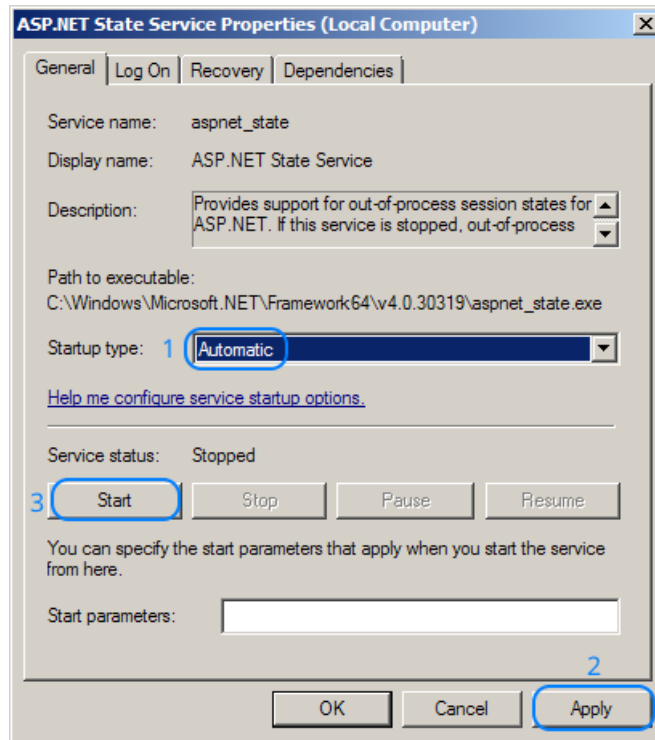 ASP.NET State Service Properties (Local Computer)
General Log On Recovery Dependencies
Service name: aspnet_state
Display name: ASP.NET State Service
Description: Provides support for out-of-process session states for
ASP.NET. If this service is stopped, out-of-process
Path to executable:
C:\Windows\Microsoft.NET\Framework64\v4.0.30319\aspnet_state.exe
Startup type: 1 Automatic
Help me configure service startup options.
Service status: Stopped
3 Start Stop Pause Resume
You can specify the start parameters that apply when you start the service
from here.
Start parameters:
2
OK Cancel Apply